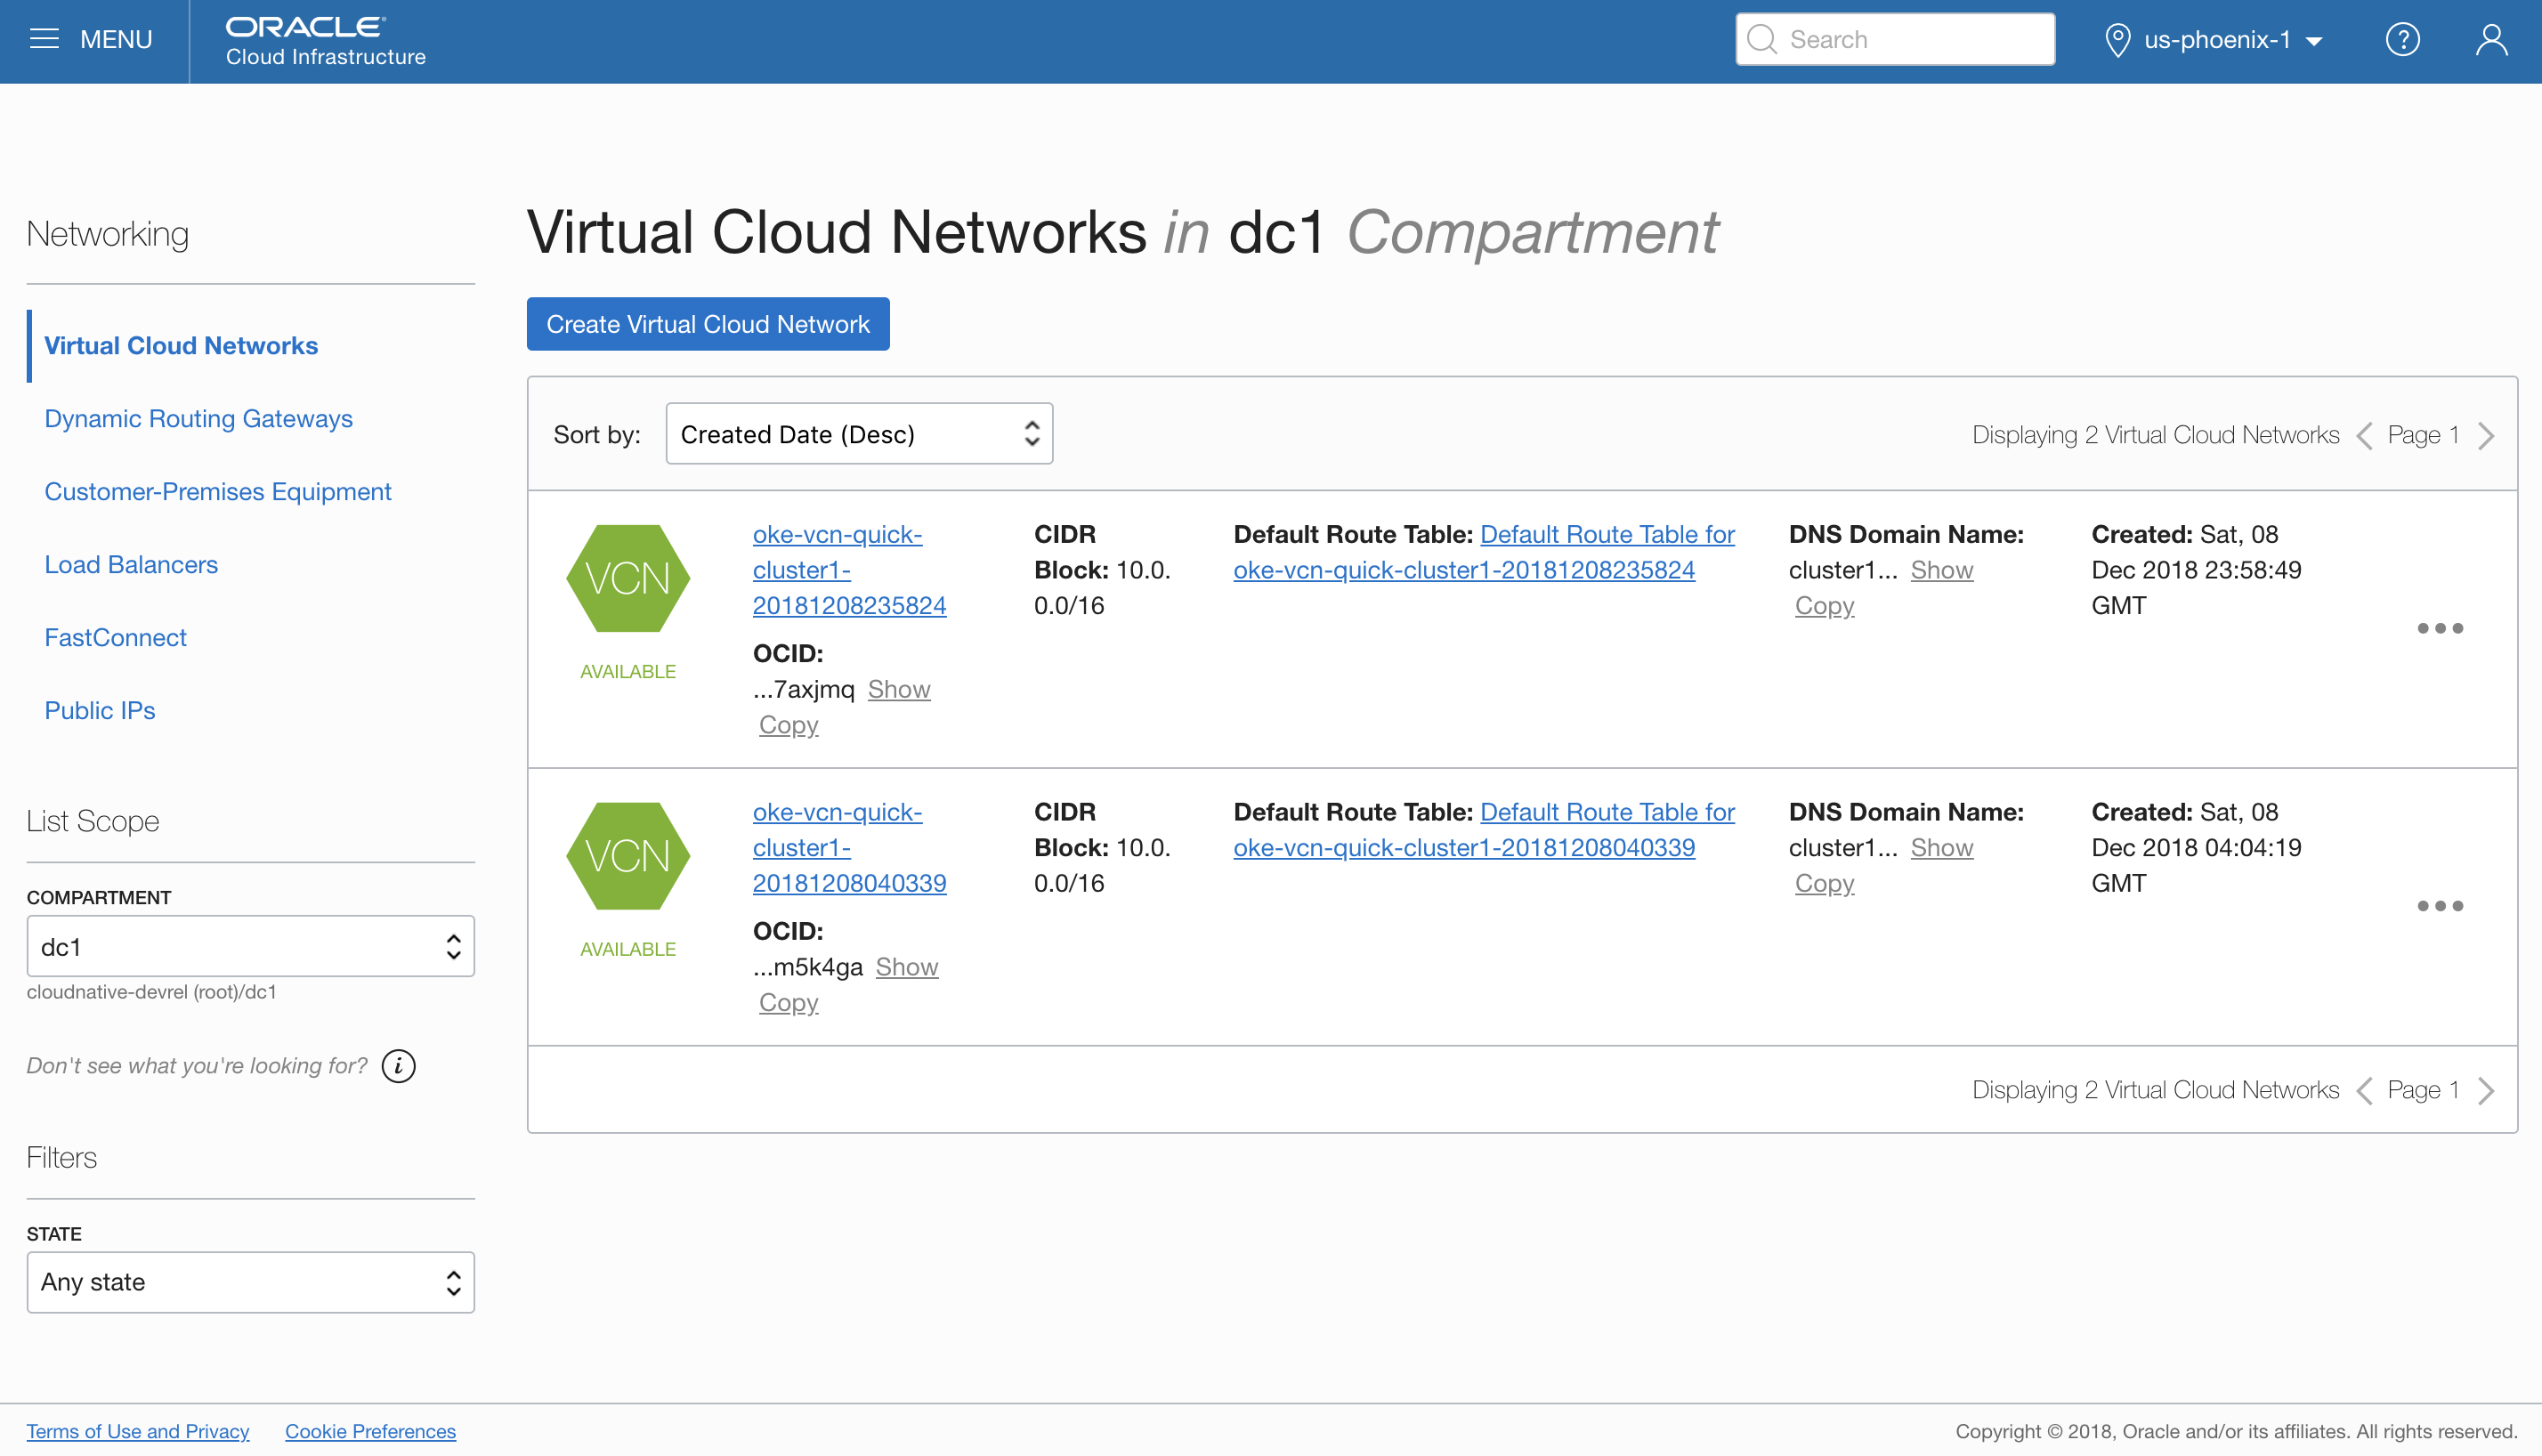 MENU
ORACLE®
Cloud Infrastructure
Search
us-phoenix-1
?
Networking
Virtual Cloud Networks
Dynamic Routing Gateways
Customer-Premises Equipment
Load Balancers
FastConnect
Public IPs
List Scope
COMPARTMENT
dc1
cloudnative-devrel (root)/dc1
Don't see what you're looking for? i
Filters
STATE
Any state
Virtual Cloud Networks in dc1 Compartment
Create Virtual Cloud Network
Sort by: Created Date (Desc)
Displaying 2 Virtual Cloud Networks Page 1
VCN
AVAILABLE
oke-vcn-quick-
cluster1-
20181208235824
OCID:
...7axjmq Show
Copy
CIDR
Block: 10.0.
0.0/16
Default Route Table: Default Route Table for
oke-vcn-quick-cluster1-20181208235824
DNS Domain Name:
cluster1... Show
Copy
Created: Sat, 08
Dec 2018 23:58:49
GMT
VCN
AVAILABLE
oke-vcn-quick-
cluster1-
20181208040339
OCID:
...m5k4ga Show
Copy
CIDR
Block: 10.0.
0.0/16
Default Route Table: Default Route Table for
oke-vcn-quick-cluster1-20181208040339
DNS Domain Name:
cluster1... Show
Copy
Created: Sat, 08
Dec 2018 04:04:19
GMT
Displaying 2 Virtual Cloud Networks Page 1
Terms of Use and Privacy Cookie Preferences
Copyright © 2018, Oracle and/or its affiliates. All rights reserved.